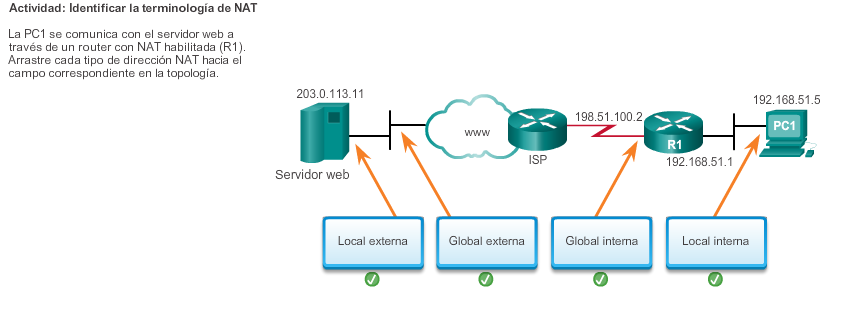 Actividad: Identificar la terminología de NAT
La PC1 se comunica con el servidor web a
través de un router con NAT habilitada (R1).
Arrastre cada tipo de dirección NAT hacia el
campo correspondiente en la topología.
203.0.113.11
192.168.51.5
198.51.100.2
www
PC1
R1
ISP
192.168.51.1
Servidor web
Local externa
Global externa
Global interna
Local interna